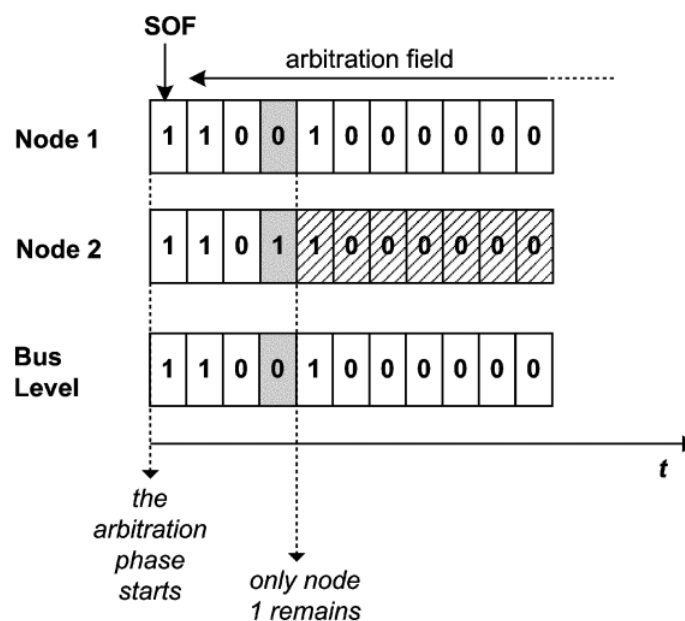 SOF
arbitration field
Node 1
1 1 0 0 1 0 0 0 0 0 0
Node 2
1 1 0 1 1 0 0 0 0 0 0
Bus
Level
1 1 0 0 1 0 0 0 0 0 0
t
the
arbitration
phase
starts
only node
1 remains